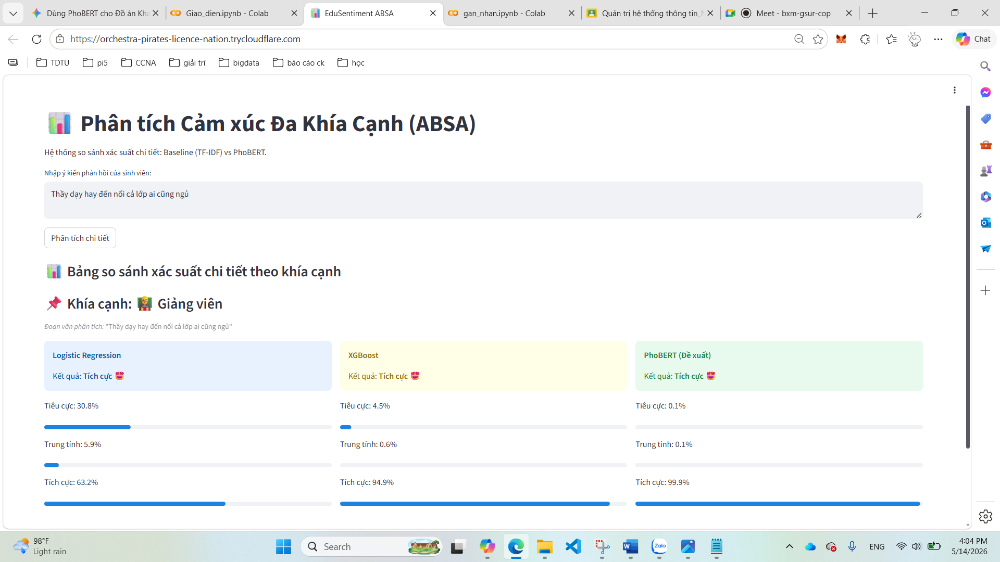 Dùng PhoBERT cho Đồ án Kha
Giao_dien.ipynb - Colab
EduSentiment ABSA
gan_nhan.ipynb - Colab
Quản trị hệ thống thông tin_N
Meet - bxm-gsur-cop
https://orchestra-pirates-licence-nation.trycloudflare.com
Chat
TDTU
pi5
CCNA
giải trí
bigdata
báo cáo ck
học
Phân tích Cảm xúc Đa Khía Cạnh (ABSA)
Hệ thống so sánh xác suất chi tiết: Baseline (TF-IDF) vs PhoBERT.
Nhập ý kiến phản hồi của sinh viên:
Thầy dạy hay đến nổi cả lớp ai cũng ngủ
Phân tích chi tiết
Bảng so sánh xác suất chi tiết theo khía cạnh
Khía cạnh: Giảng viên
Đoạn văn phân tích: "Thầy dạy hay đến nổi cả lớp ai cũng ngủ"
Logistic Regression
Kết quả: Tích cực
XGBoost
Kết quả: Tích cực
PhoBERT (Đề xuất)
Kết quả: Tích cực
Tiêu cực: 30.8%
Tiêu cực: 4.5%
Tiêu cực: 0.1%
Trung tính: 5.9%
Trung tính: 0.6%
Trung tính: 0.1%
Tích cực: 63.2%
Tích cực: 94.9%
Tích cực: 99.9%
98°F
Light rain
Search
Zalo
ENG
4:04 PM
5/14/2026